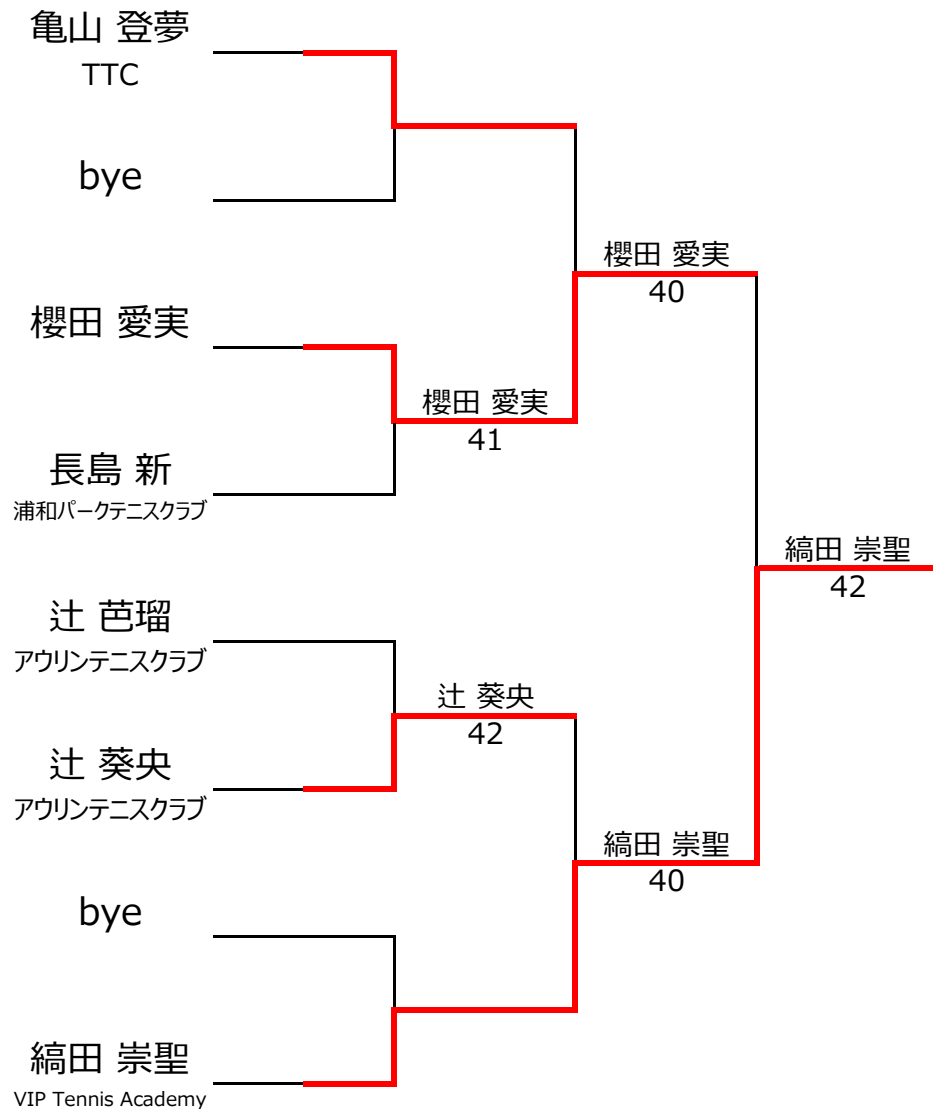 亀山 登夢
TTC
bye
櫻田 愛実
長島 新
浦和パークテニスクラブ
辻 芭瑠
アウリンテニスクラブ
辻 葵央
アウリンテニスクラブ
bye
縞田 崇聖
VIP Tennis Academy
櫻田 愛実
41
辻 葵央
42
櫻田 愛実
40
縞田 崇聖
40
縞田 崇聖
42